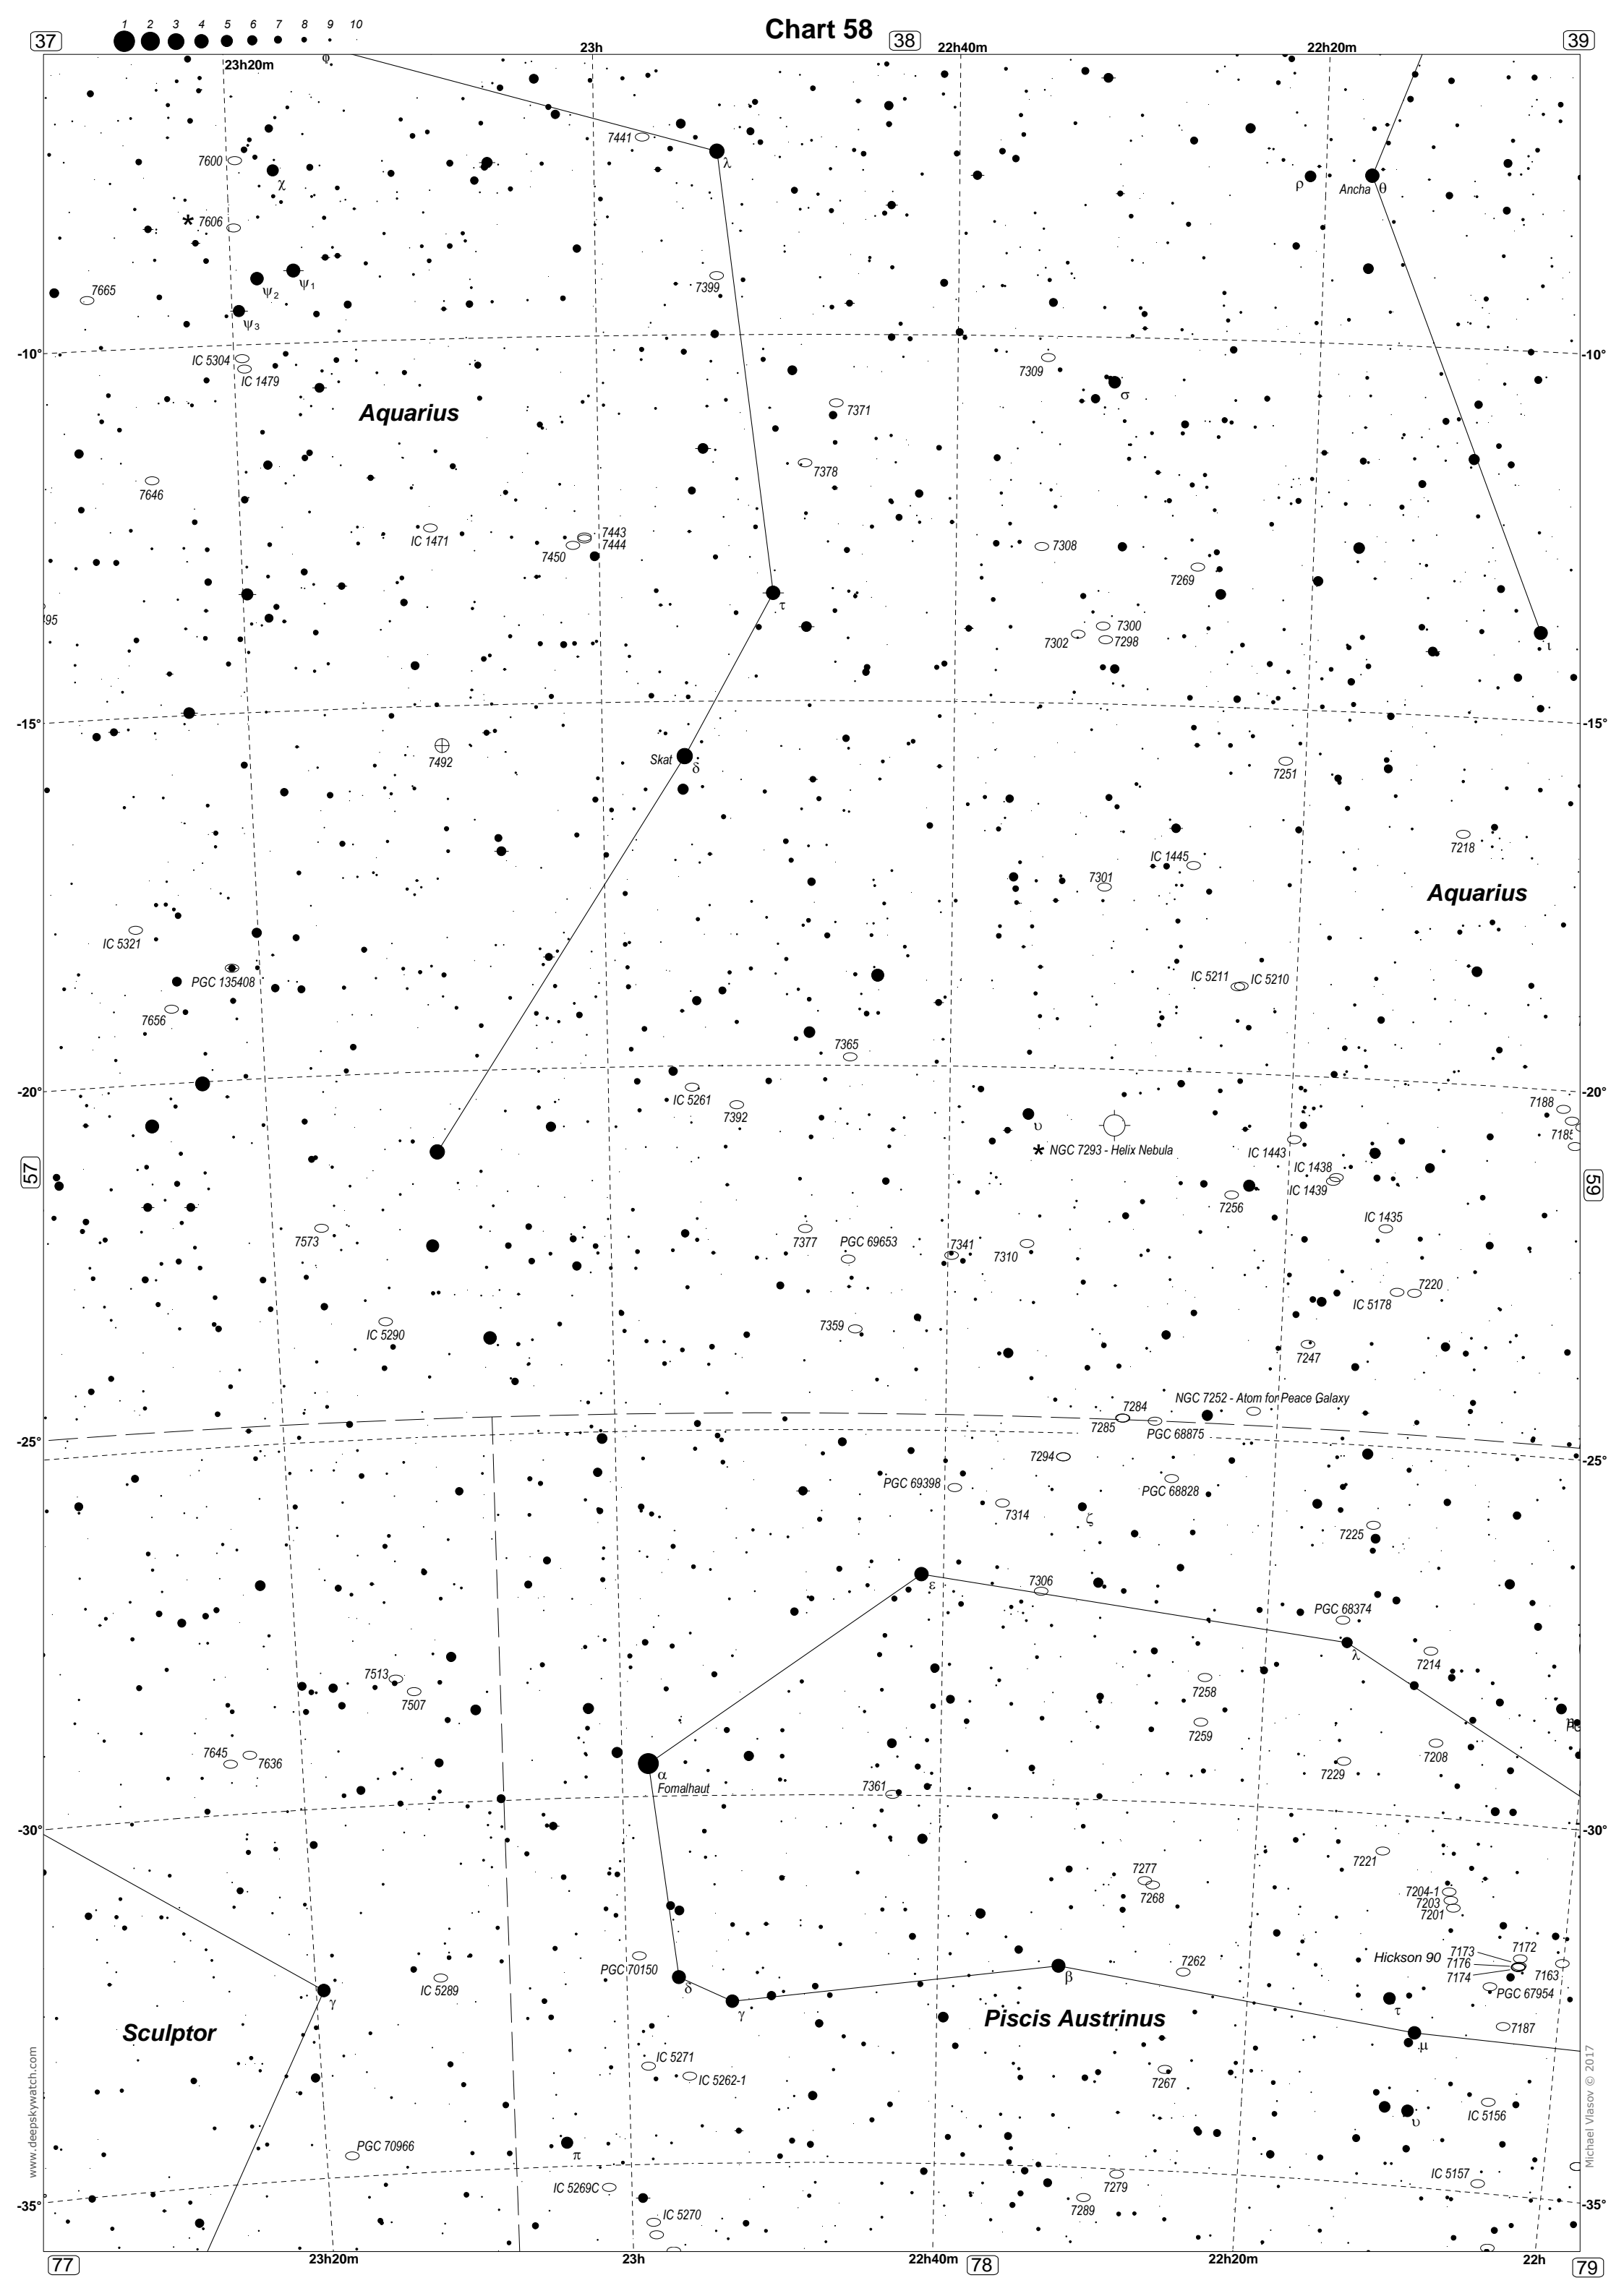 Chart 58
1 2 3 4 5 6 7 8 9 10
37
38
39
23h20m
23h
22h40m
22h20m
φ
7441
λ
7600
χ
ρ
Ancha θ
* 7606
ψ1
ψ2
ψ3
7665
7399
-10°
-10°
IC 5304
IC 1479
7309
σ
Aquarius
7371
7378
7646
IC 1471
7443
7444
7450
7308
7269
τ
7300
7298
7302
ι
-15°
-15°
7492
Skat
δ
7251
7218
IC 1445
7301
Aquarius
IC 5321
PGC 135408
IC 5211
IC 5210
7656
7365
-20°
-20°
IC 5261
7392
7188
υ
* NGC 7293 - Helix Nebula
IC 1443
IC 1438
IC 1439
57
59
7256
7573
7377
PGC 69653
7341
7310
IC 1435
7220
IC 5178
IC 5290
7359
7247
NGC 7252 - Atom for Peace Galaxy
7284
7285
PGC 68875
-25°
-25°
7294
PGC 69398
PGC 68828
7314
ζ
7225
ε
7306
PGC 68374
λ
7214
7513
7507
7258
7259
7645
7636
α
Fomalhaut
7208
7229
7361
-30°
-30°
7221
7277
7268
7204-1
7203
7201
PGC 70150
IC 5289
δ
γ
β
7262
Hickson 90
7173
7176
7174
7172
7163
PGC 67954
τ
γ
Sculptor
Piscis Austrinus
7187
μ
IC 5271
IC 5262-1
7267
IC 5156
υ
PGC 70966
π
IC 5269C
IC 5270
7279
7289
IC 5157
-35°
-35°
23h20m
23h
22h40m
22h20m
22h
77
78
79
www.deepskywatch.com
Michael Vlasov © 2017